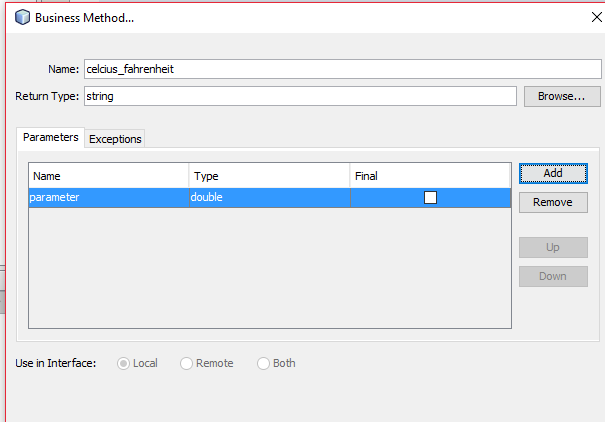 Business Method...
Name: celcius_fahrenheit
Return Type: string Browse...
Parameters Exceptions
Name Type Final Add
parameter double Remove
Up
Down
Use in Interface: Local Remote Both